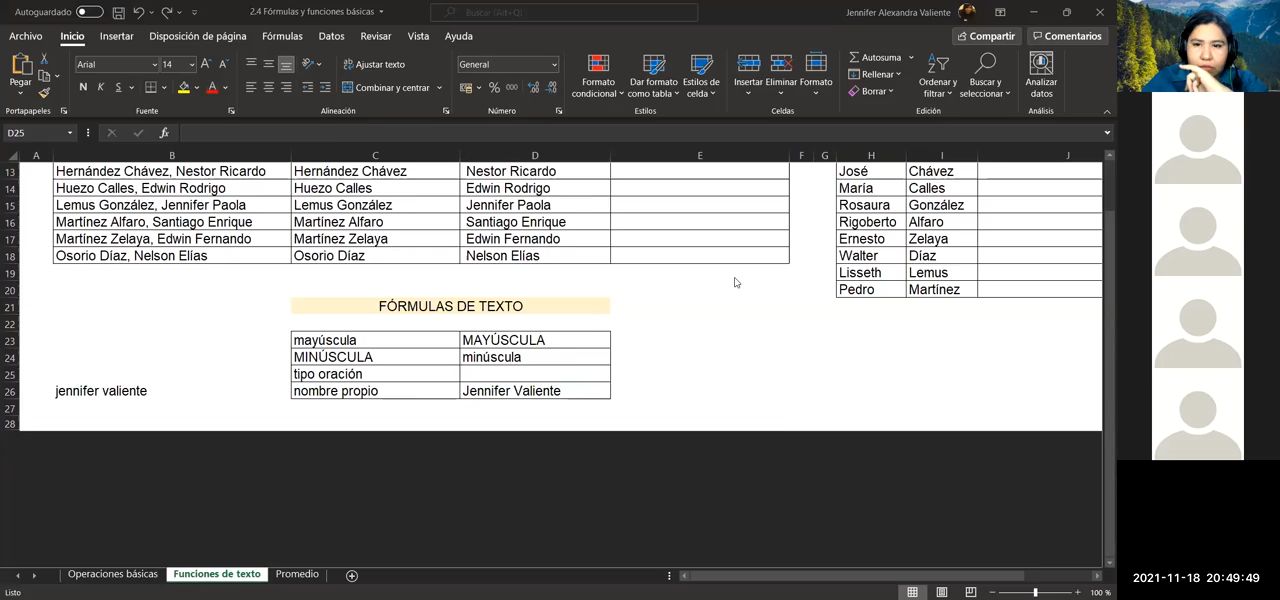 Autoguardado
2.4 Fórmulas y funciones básicas
Buscar (Alt+Q)
Jennifer Alexandra Valiente
Archivo Inicio Insertar Disposición de página Fórmulas Datos Revisar Vista Ayuda
Compartir Comentarios
Pegar
Arial 14
N K S
Ajustar texto
Combinar y centrar
General
% 000
Formato condicional
Dar formato como tabla
Estilos de celda
Insertar Eliminar Formato
Autosuma
Rellenar
Borrar
Ordenar y filtrar
Buscar y seleccionar
Analizar datos
Portapapeles Fuente Alineación Número Estilos Celdas Edición Análisis
D25 fx
A B C D E F G H I J
13 Hernández Chávez, Nestor Ricardo Hernández Chávez Nestor Ricardo José Chávez
14 Huezo Calles, Edwin Rodrigo Huezo Calles Edwin Rodrigo María Calles
15 Lemus González, Jennifer Paola Lemus González Jennifer Paola Rosaura González
16 Martínez Alfaro, Santiago Enrique Martínez Alfaro Santiago Enrique Rigoberto Alfaro
17 Martínez Zelaya, Edwin Fernando Martínez Zelaya Edwin Fernando Ernesto Zelaya
18 Osorio Díaz, Nelson Elías Osorio Díaz Nelson Elías Walter Díaz
19 Lisseth Lemus
20 Pedro Martínez
21 FÓRMULAS DE TEXTO
22
23 mayúscula MAYÚSCULA
24 MINÚSCULA minúscula
25 tipo oración
26 jennifer valiente nombre propio Jennifer Valiente
27
28
Operaciones básicas Funciones de texto Promedio
Listo
100 %
2021-11-18 20:49:49